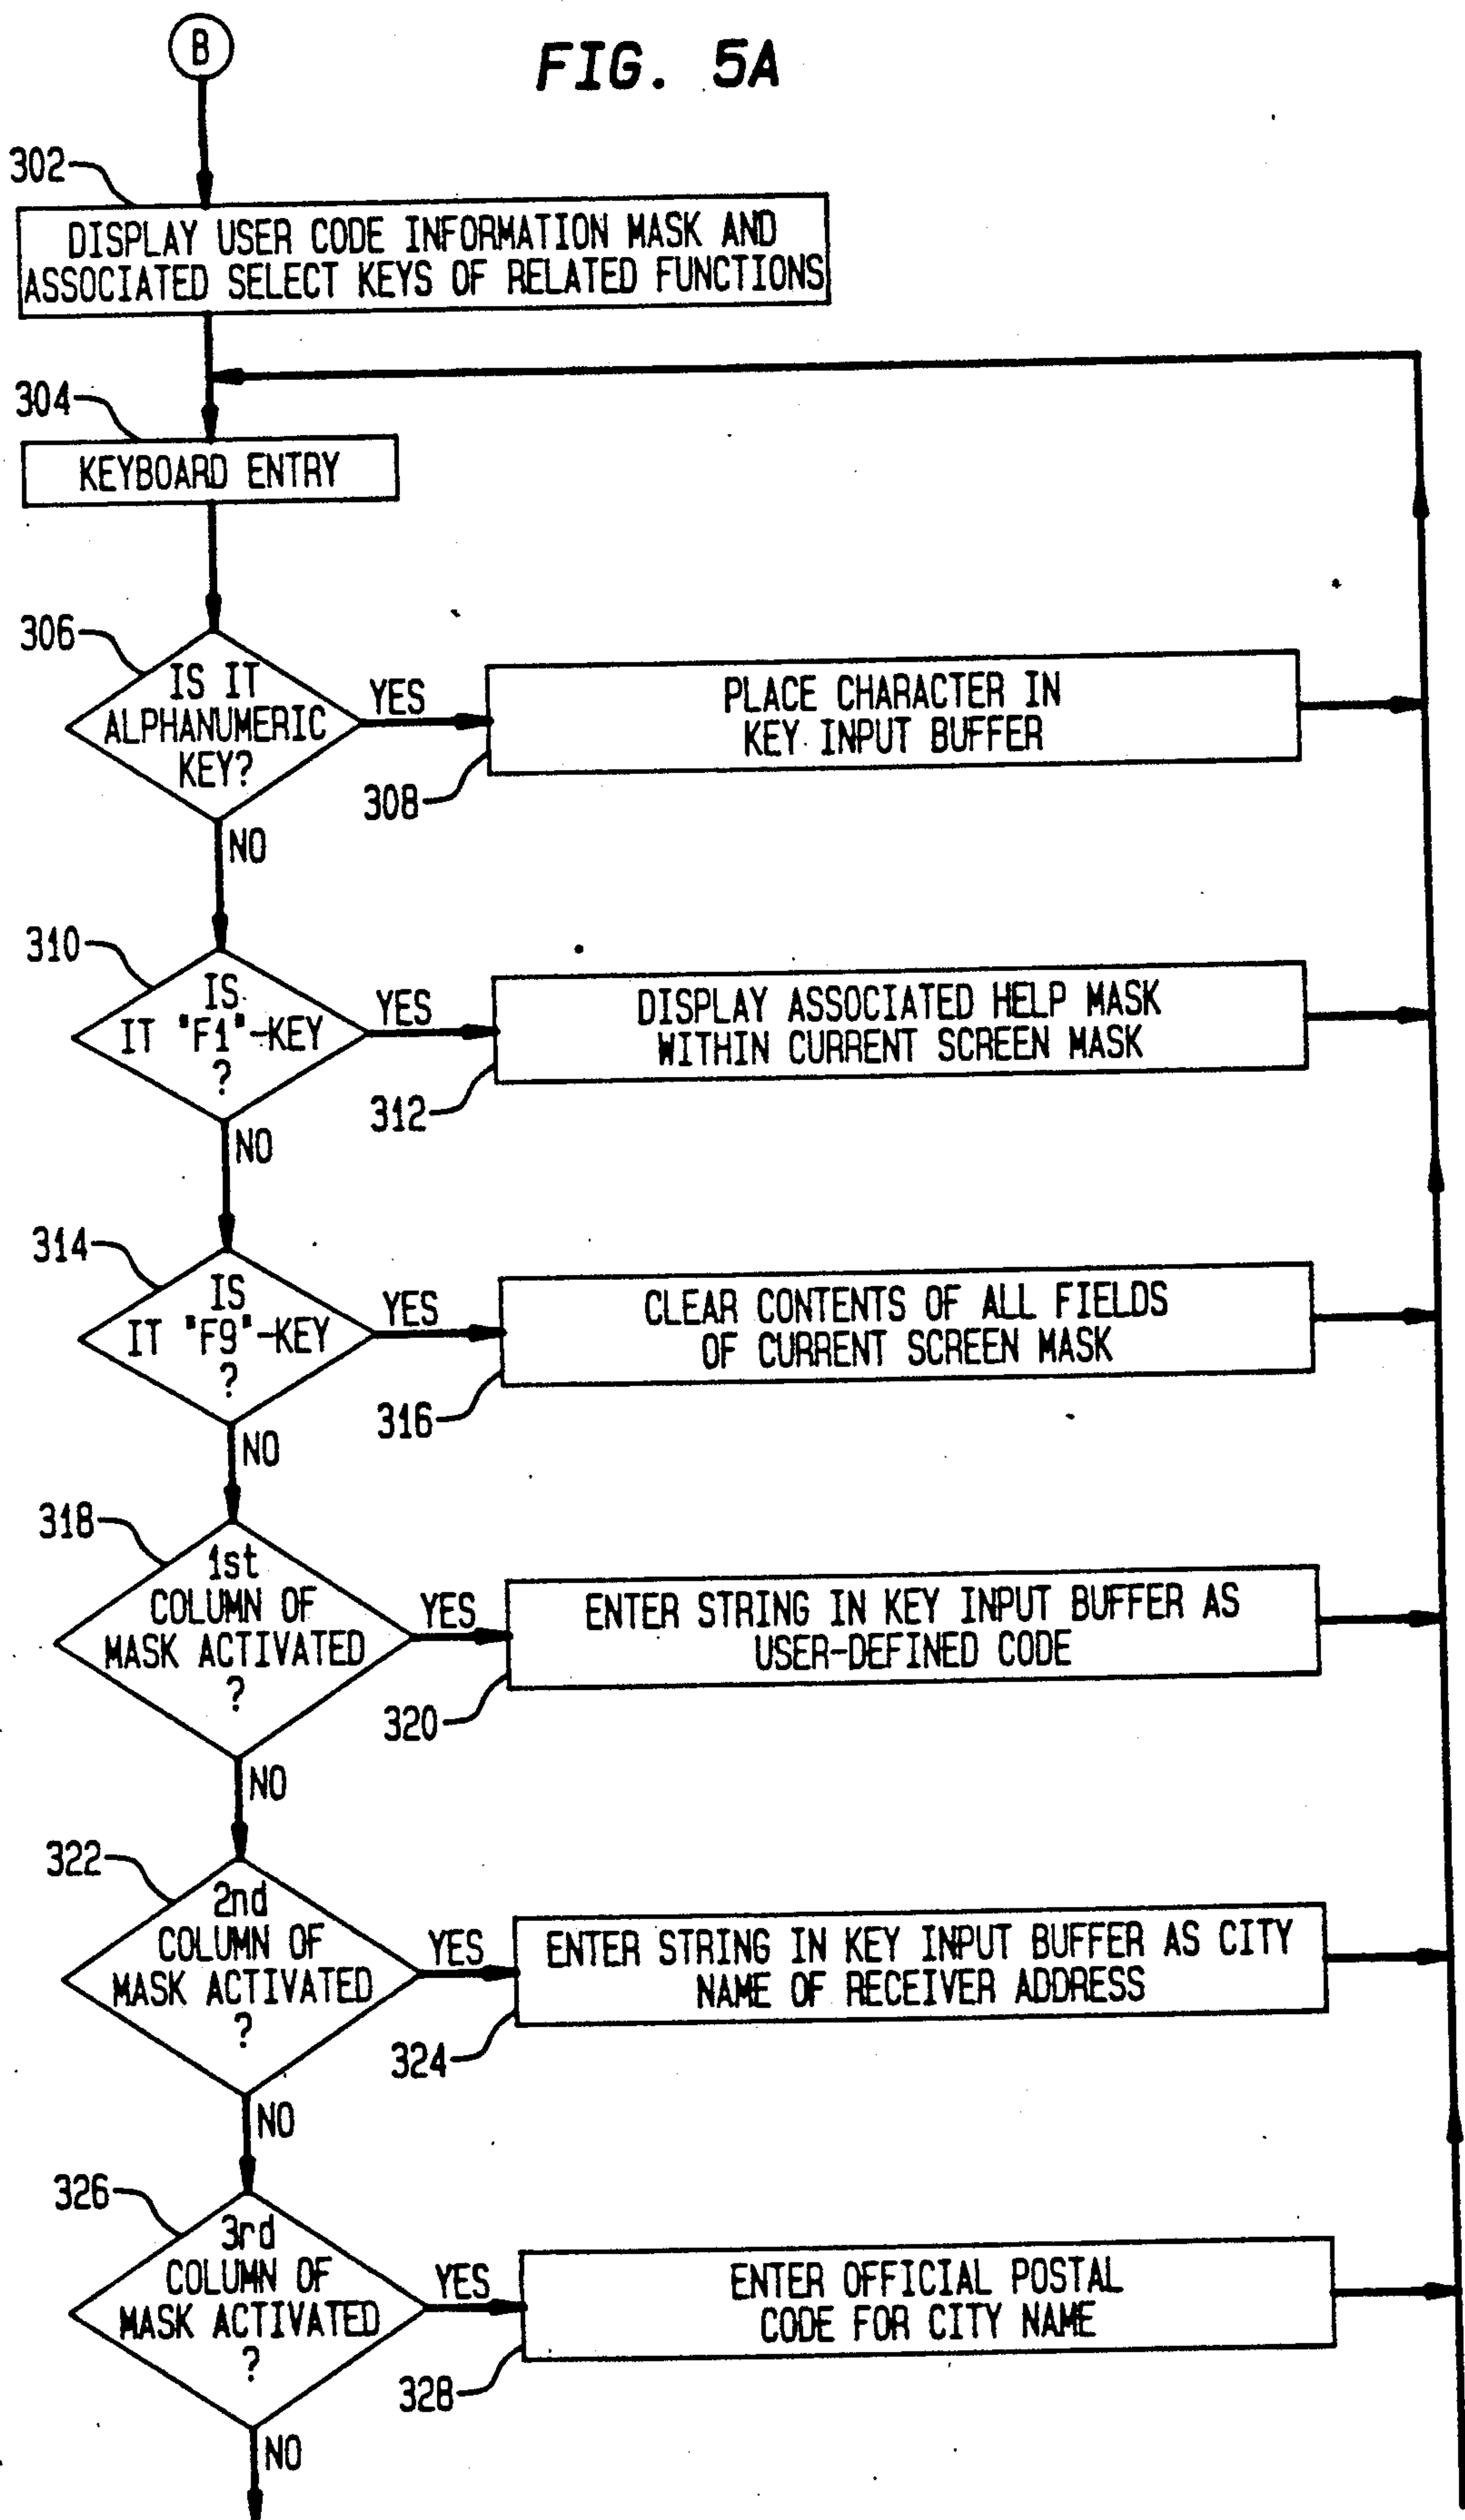 B
FIG. 5A
302
DISPLAY USER CODE INFORMATION MASK AND
ASSOCIATED SELECT KEYS OF RELATED FUNCTIONS
304
KEYBOARD ENTRY
306
IS IT
ALPHANUMERIC
KEY?
YES
PLACE CHARACTER IN
KEY INPUT BUFFER
308
NO
310
IS
IT "F1"-KEY
?
YES
DISPLAY ASSOCIATED HELP MASK
WITHIN CURRENT SCREEN MASK
312
NO
314
IS
IT "F9"-KEY
?
YES
CLEAR CONTENTS OF ALL FIELDS
OF CURRENT SCREEN MASK
316
NO
318
1st
COLUMN OF
MASK ACTIVATED
?
YES
ENTER STRING IN KEY INPUT BUFFER AS
USER-DEFINED CODE
320
NO
322
2nd
COLUMN OF
MASK ACTIVATED
?
YES
ENTER STRING IN KEY INPUT BUFFER AS CITY
NAME OF RECEIVER ADDRESS
324
NO
326
3rd
COLUMN OF
MASK ACTIVATED
?
YES
ENTER OFFICIAL POSTAL
CODE FOR CITY NAME
328
NO